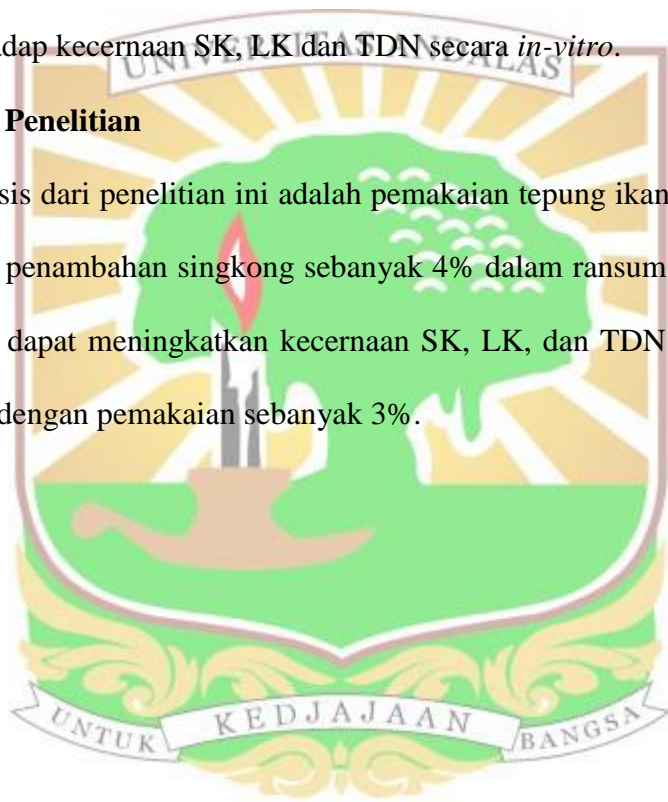 adap kecernaan SK, LK dan TDN secara in-vitro.
UNIVERSITAS ANDALAS
Penelitian
sis dari penelitian ini adalah pemakaian tepung ikan
penambahan singkong sebanyak 4% dalam ransum
dapat meningkatkan kecernaan SK, LK, dan TDN
dengan pemakaian sebanyak 3%.
UNTUK KEDJAJAAN BANGSA